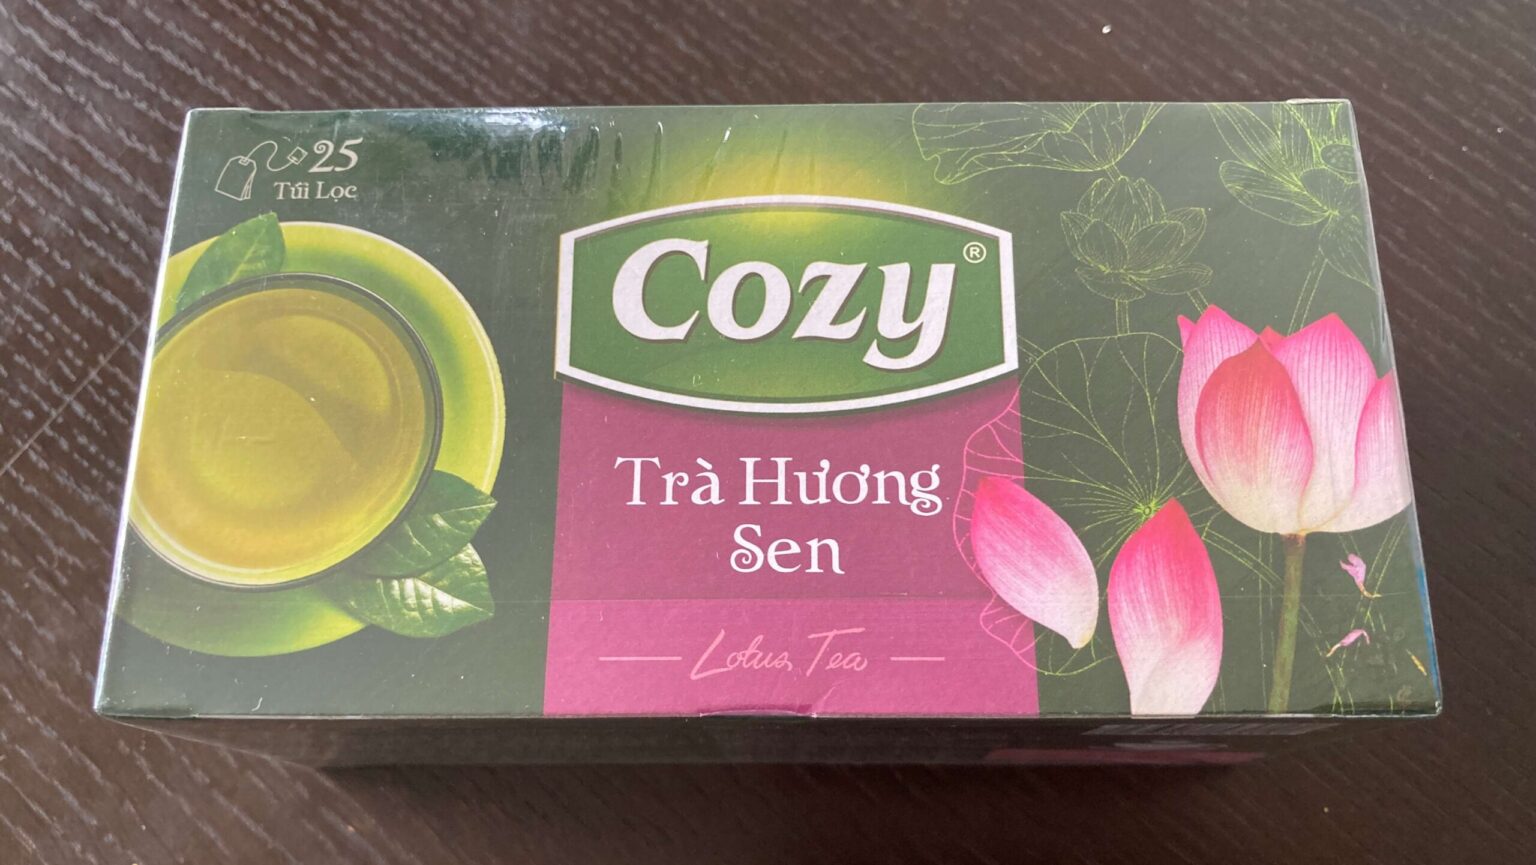 25
Túi Lọc
Cozy®
Trà Hương
Sen
Lotus Tea